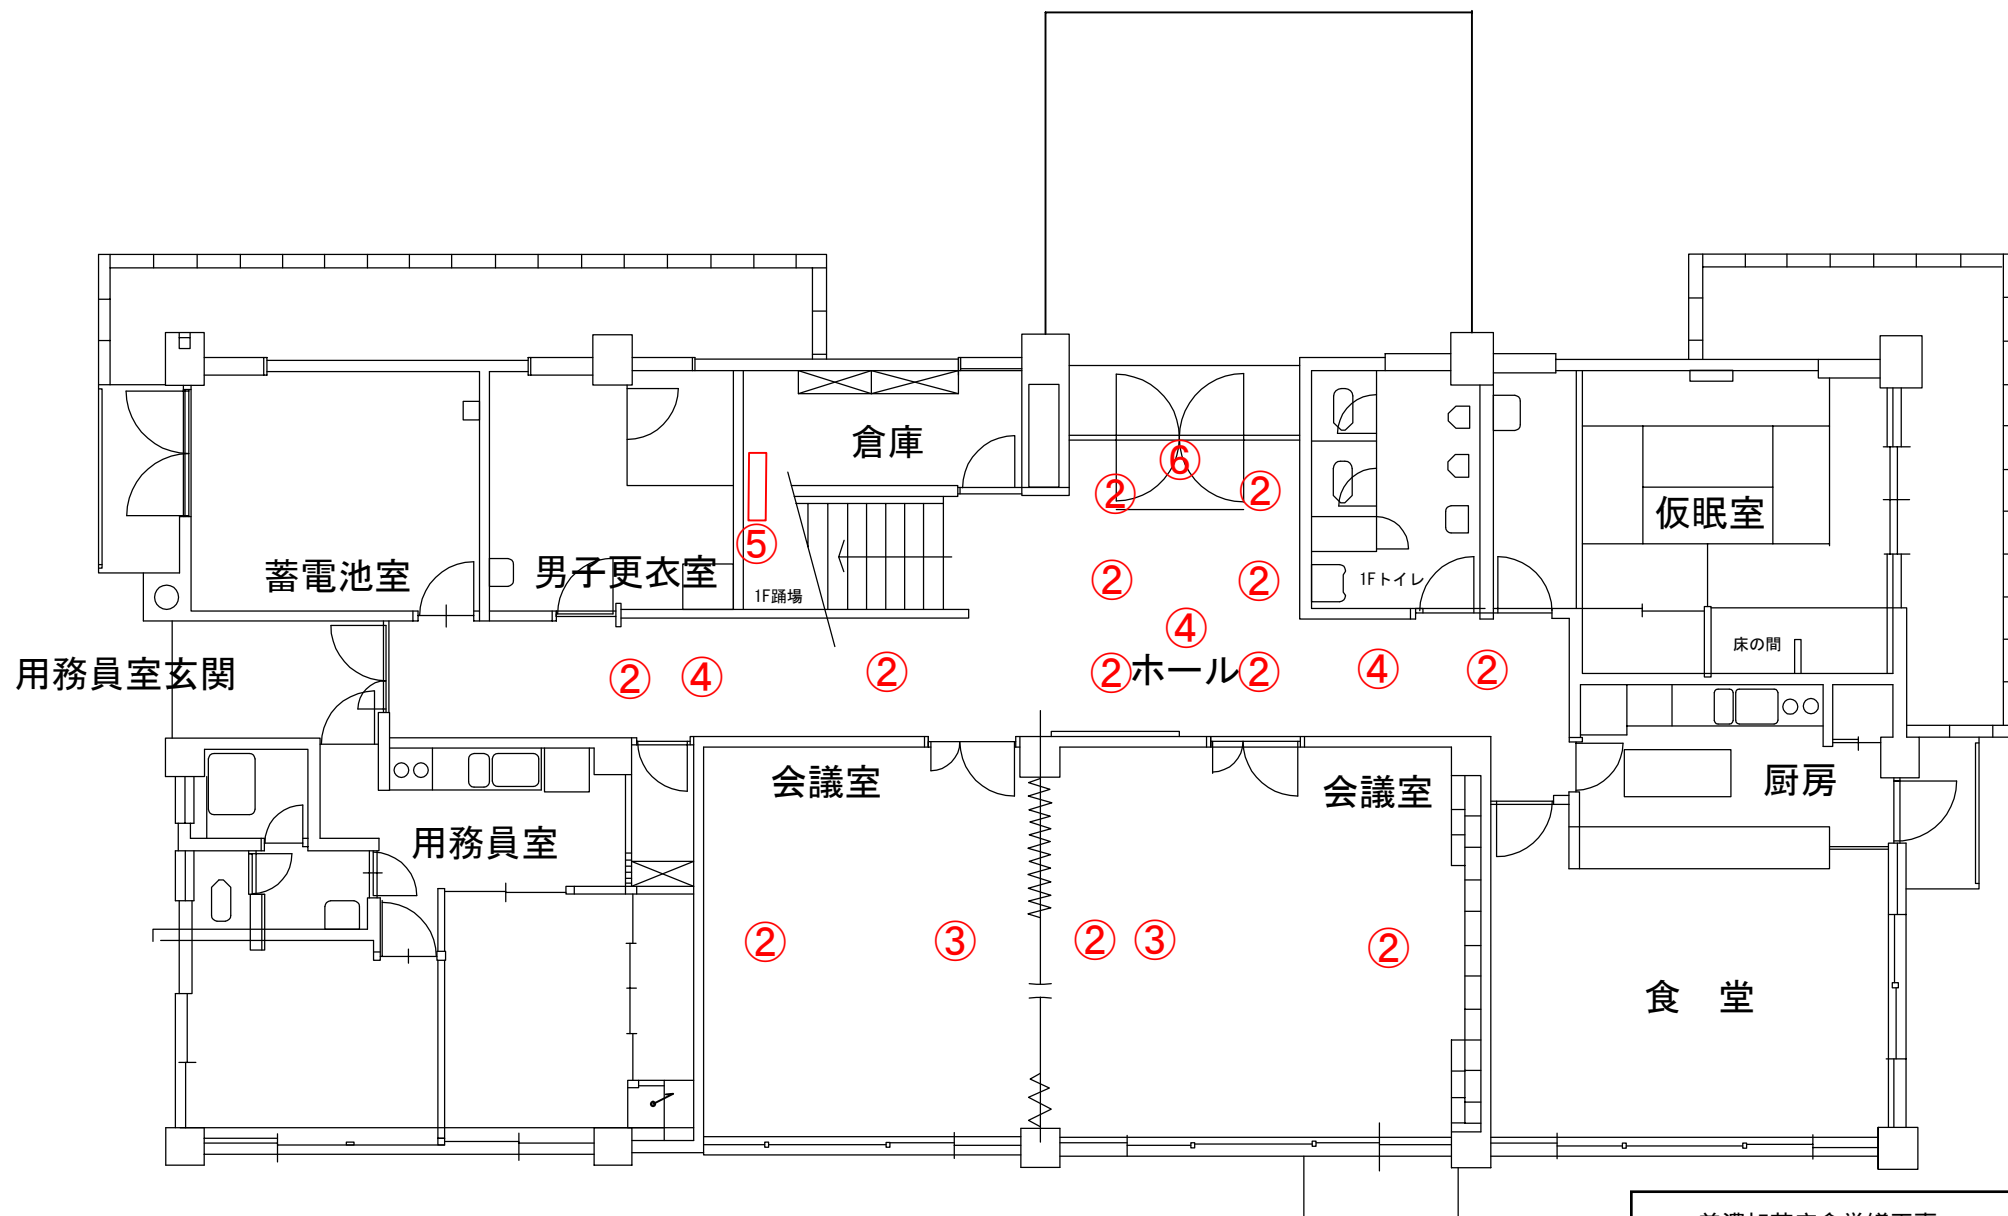 倉庫
⑥
② ②
仮眠室
⑤
蓄電池室
男子更衣室
② ②
1Fトイレ
1F踊場
④
床の間
用務員室玄関
② ④ ② ② ホール ② ④ ②
会議室
会議室
厨房
用務員室
② ③ ② ③ ②
食 堂